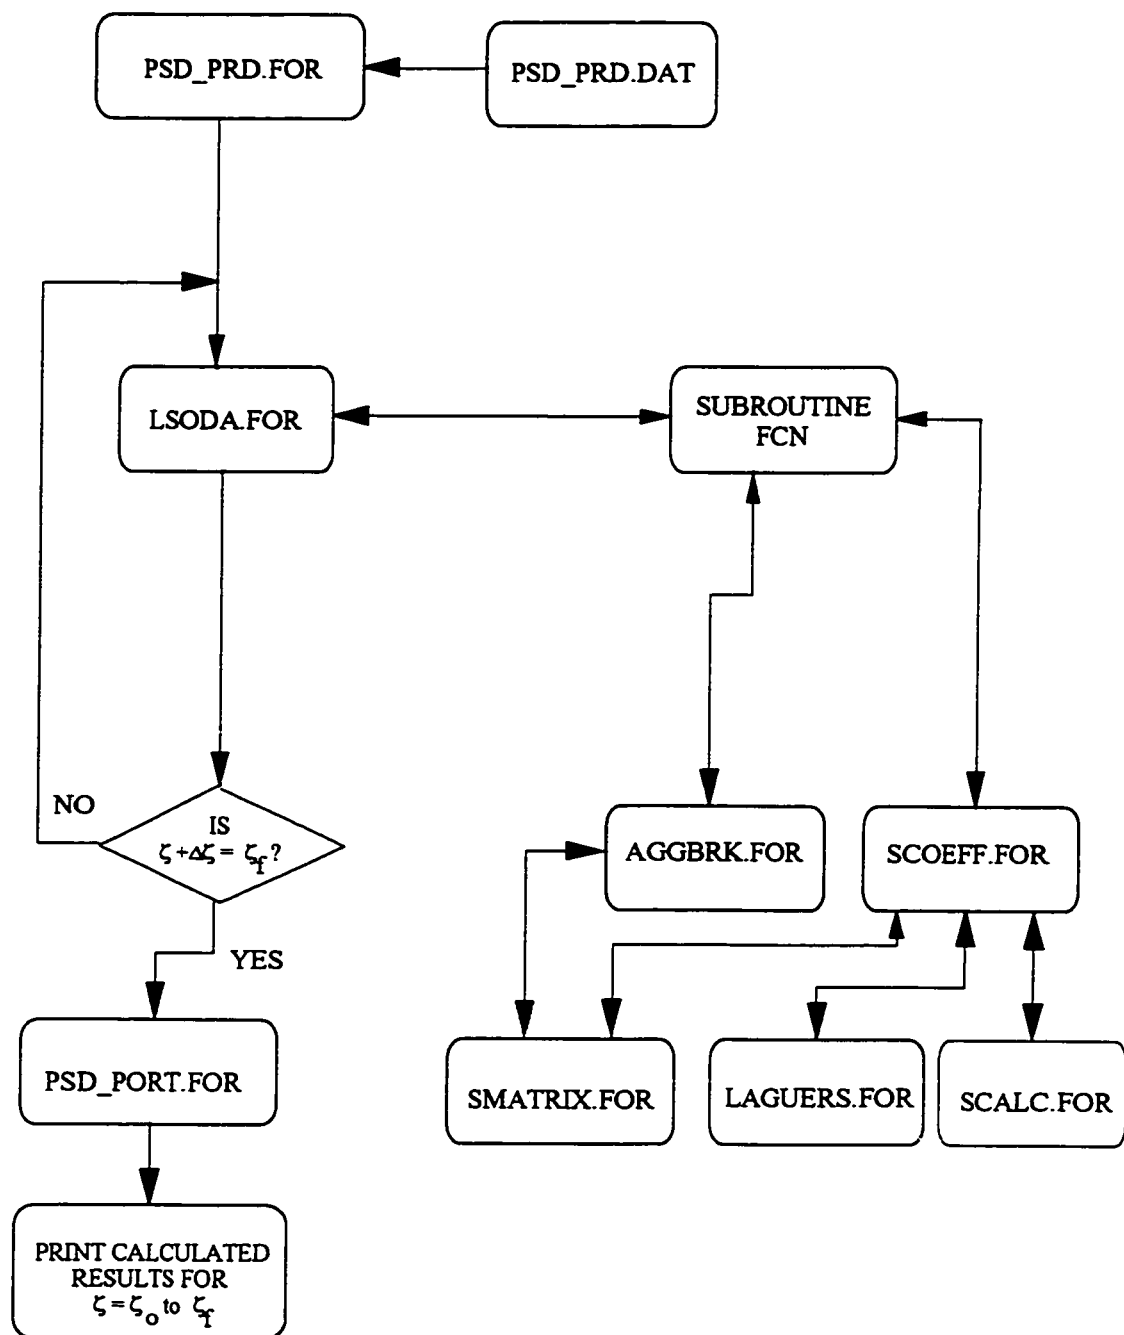 PSD_PRD.FOR
PSD_PRD.DAT
LSODA.FOR
SUBROUTINE
FCN
NO
IS
ζ+Δζ = ζf?
AGGBRK.FOR
SCOEFF.FOR
YES
PSD_PORT.FOR
SMATRIX.FOR
LAGUERS.FOR
SCALC.FOR
PRINT CALCULATED
RESULTS FOR
ζ = ζo to ζf